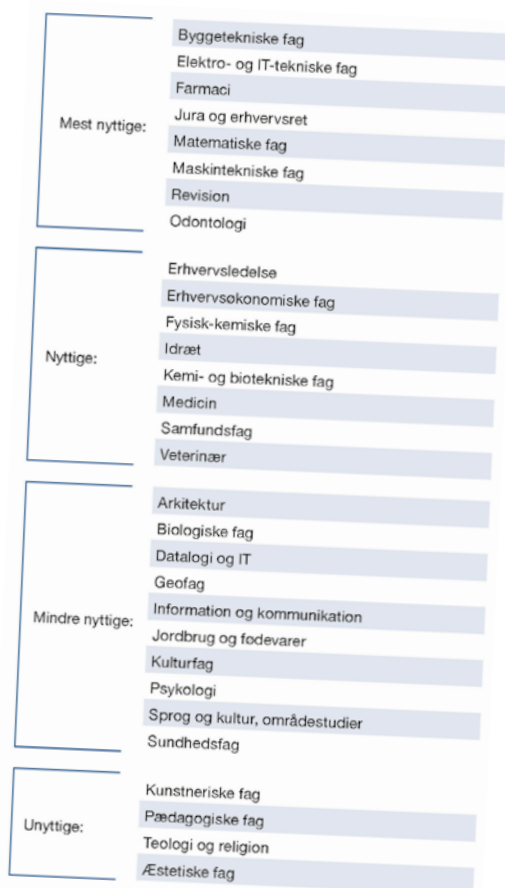 Mest nyttige:
Byggetekniske fag
Elektro- og IT-tekniske fag
Farmaci
Jura og erhvervsret
Matematiske fag
Maskintekniske fag
Revision
Odontologi
Nyttige:
Erhvervsledelse
Erhvervsøkonomiske fag
Fysisk-kemiske fag
Idræt
Kemi- og biotekniske fag
Medicin
Samfundsfag
Veterinær
Mindre nyttige:
Arkitektur
Biologiske fag
Datalogi og IT
Geofag
Information og kommunikation
Jordbrug og fødevarer
Kulturfag
Psykologi
Sprog og kultur, områdestudier
Sundhedsfag
Unyttige:
Kunstneriske fag
Pædagogiske fag
Teologi og religion
Æstetiske fag